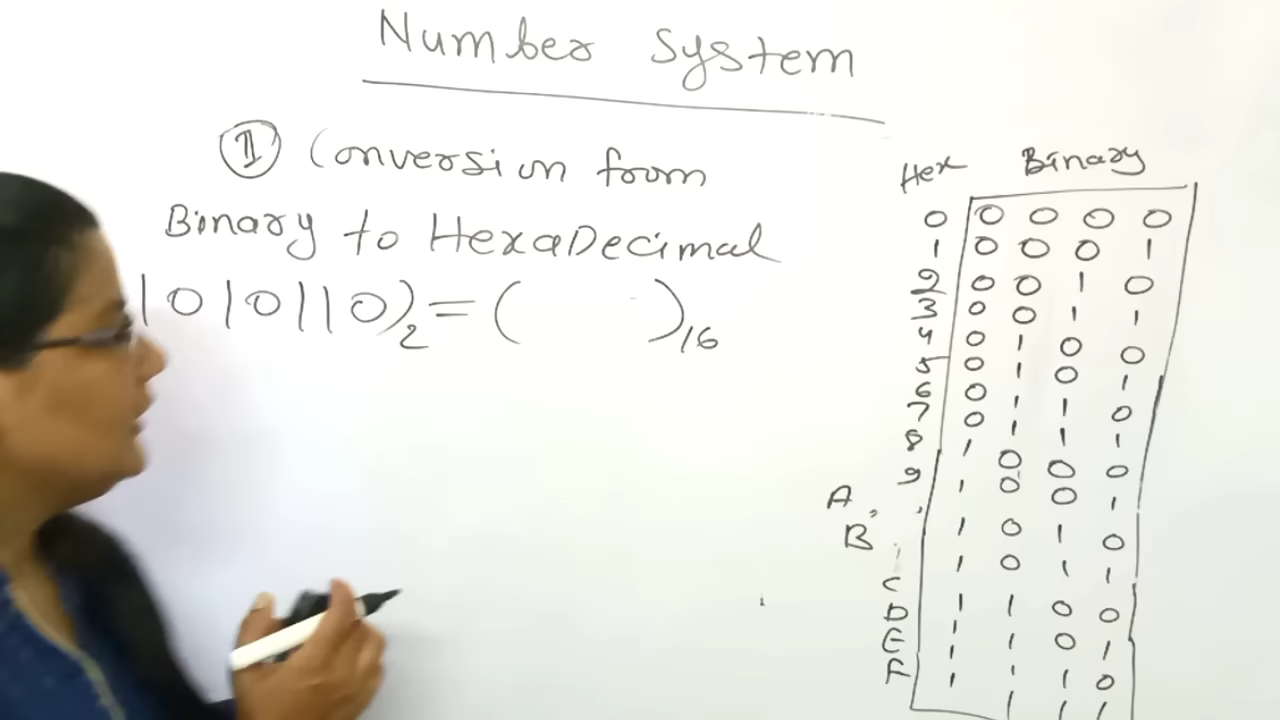 Number System
① Conversion from
Binary to HexaDecimal
10101110)2 = ( )16
Hex Binary
0 0 0 0 0
1 0 0 0 1
2 0 0 1 0
3 0 0 1 1
4 0 1 0 0
5 0 1 0 1
6 0 1 1 0
7 0 1 1 1
8 1 0 0 0
9 1 0 0 1
A 1 0 1 0
B 1 0 1 1
C 1 1 0 0
D 1 1 0 1
E 1 1 1 0
F 1 1 1 1